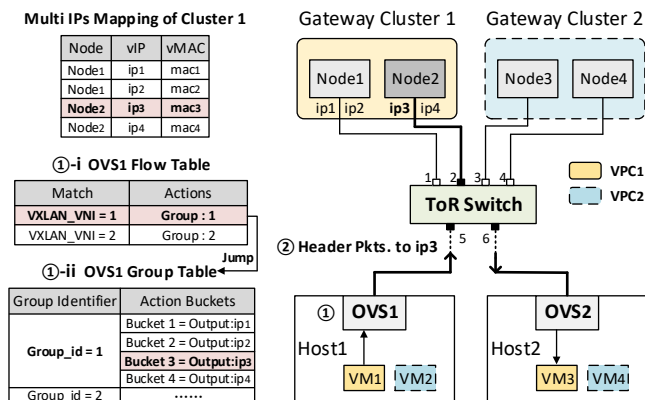 Multi IPs Mapping of Cluster 1
Node vIP vMAC
Node1 ip1 mac1
Node1 ip2 mac2
Node2 ip3 mac3
Node2 ip4 mac4
①-i OVS1 Flow Table
Match Actions
VXLAN_VNI = 1 Group : 1
VXLAN_VNI = 2 Group : 2
Jump
①-ii OVS1 Group Table
Group Identifier Action Buckets
Group_id = 1
Bucket 1 = Output:ip1
Bucket 2 = Output:ip2
Bucket 3 = Output:ip3
Bucket 4 = Output:ip4
Group_id = 2 ......
Gateway Cluster 1 Gateway Cluster 2
Node1 Node2 Node3 Node4
ip1 ip2 ip3 ip4
1 2 3 4
VPC1
VPC2
ToR Switch
② Header Pkts. to ip3 5 6
① OVS1 OVS2
Host1 Host2
VM1 VM2 VM3 VM4